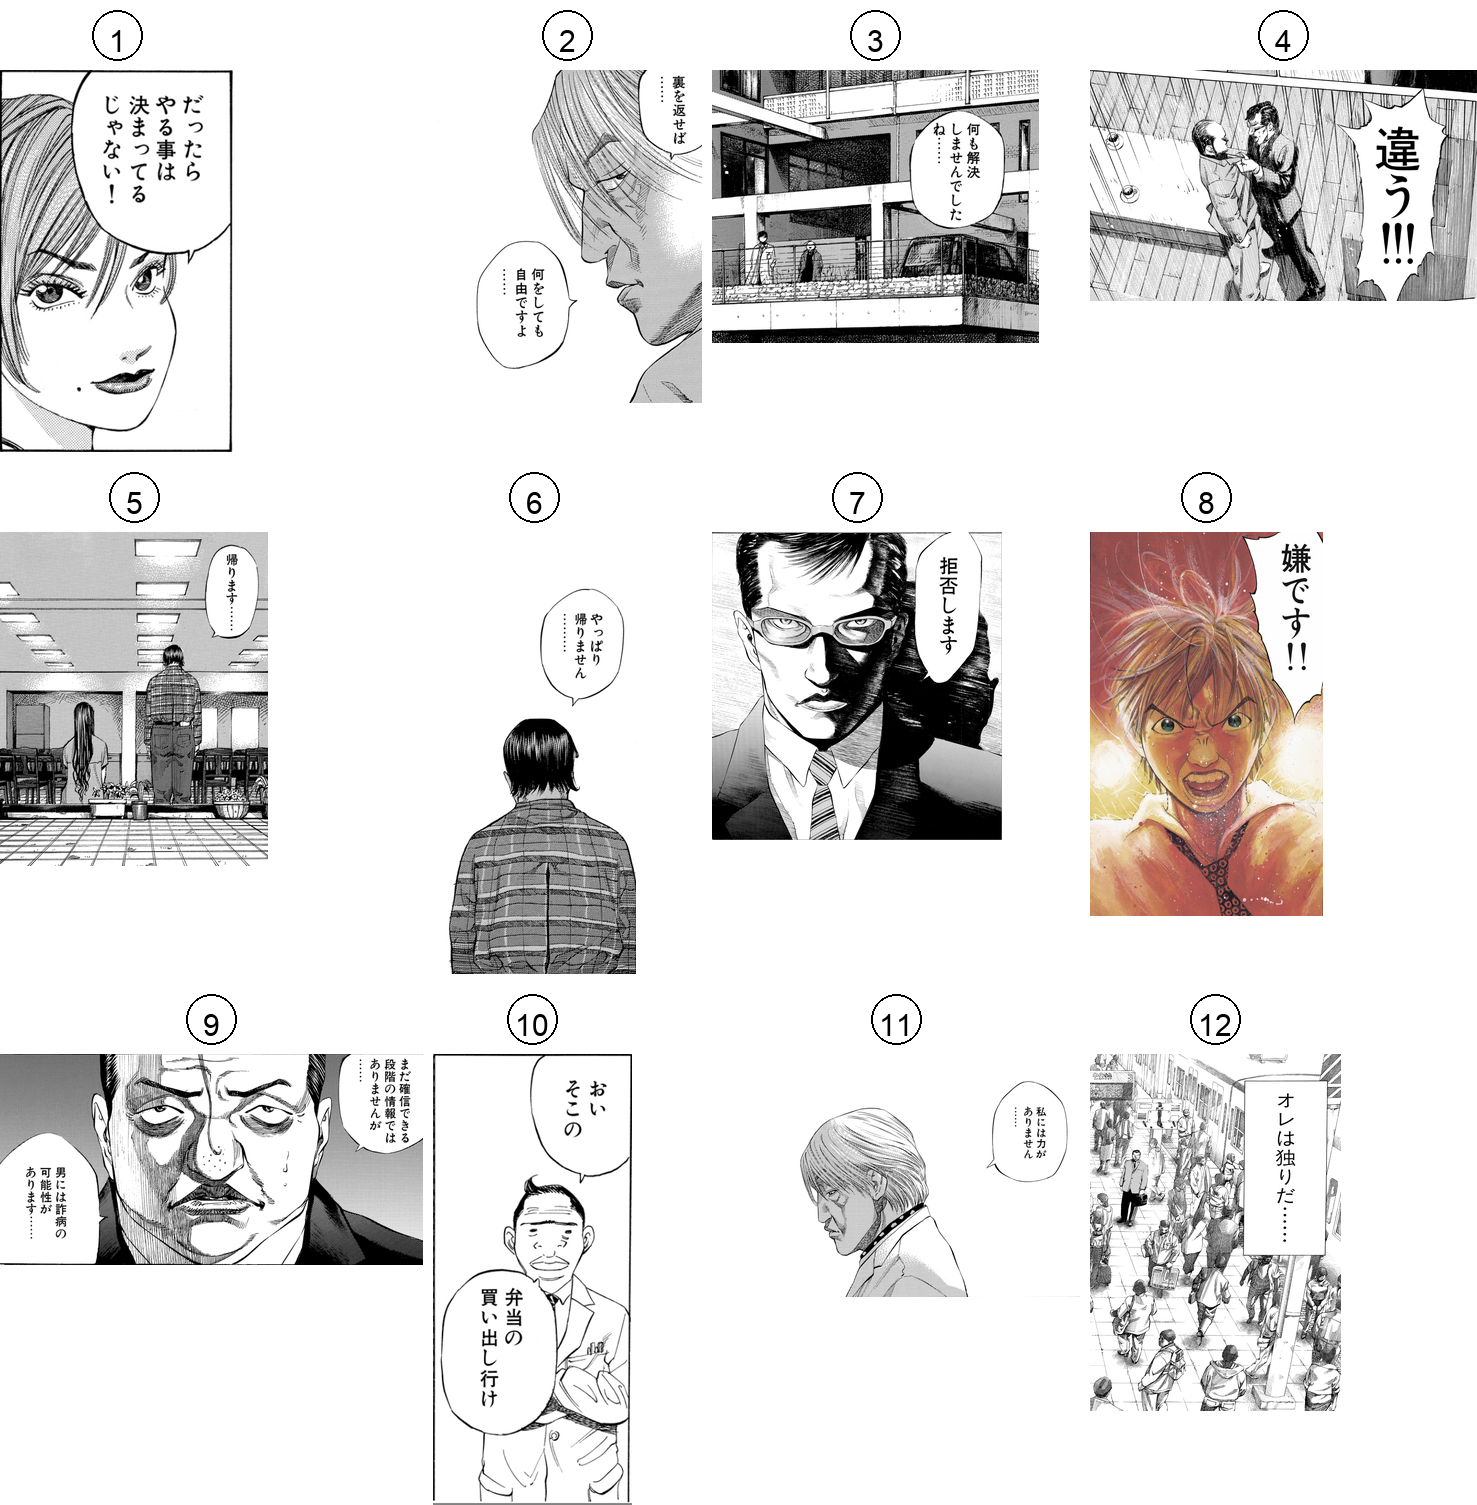 1
だったら
やる事は
決まってる
じゃない！
2
裏を返せば
……
何をしても
自由ですよ
……
3
何も解決
しませんでした
ね……
4
違う!!!
5
帰ります……
6
やっぱり
帰りません
………
7
拒否します
8
嫌です!!
9
まだ確信できる
段階の情報では
ありませんが
……
男には詐病の
可能性が
あります……
10
おい
そこの
弁当の
買い出し行け
11
私には力が
ありません
……
12
オレは独りだ……